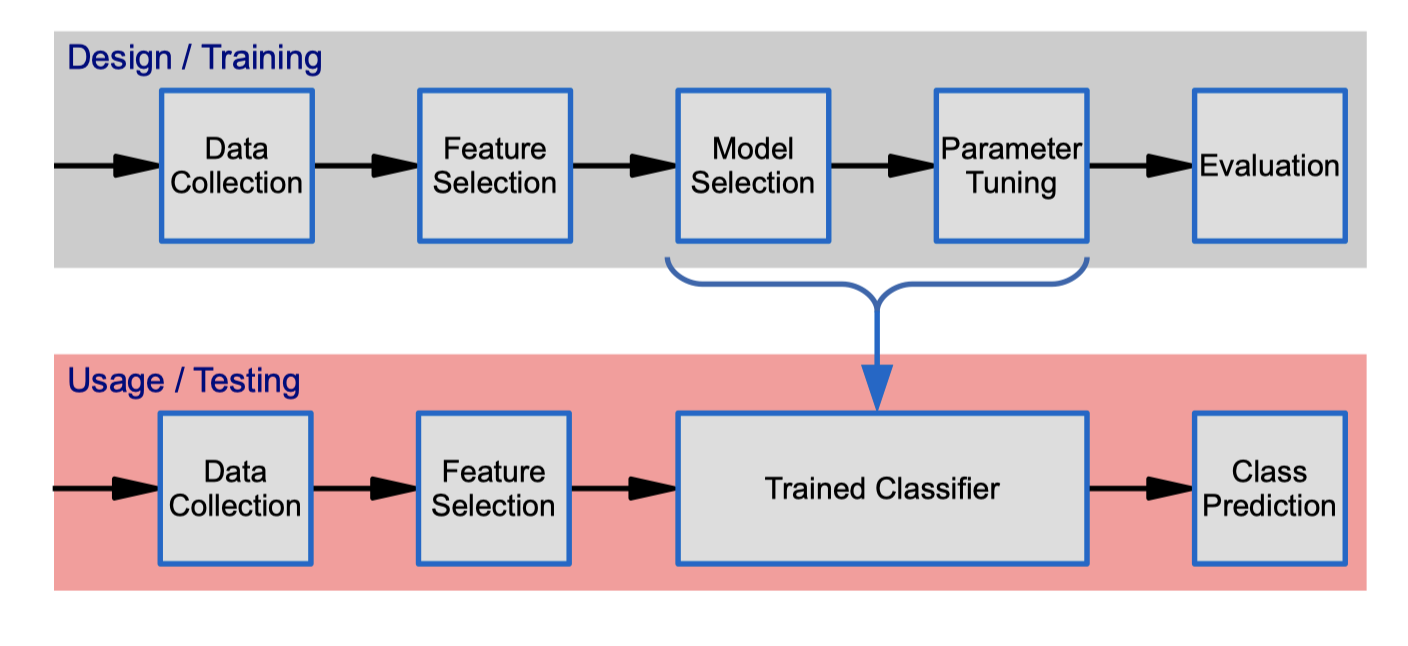 Design / Training
Data
Collection
Feature
Selection
Model
Selection
Parameter
Tuning
Evaluation
Usage / Testing
Data
Collection
Feature
Selection
Trained Classifier
Class
Prediction